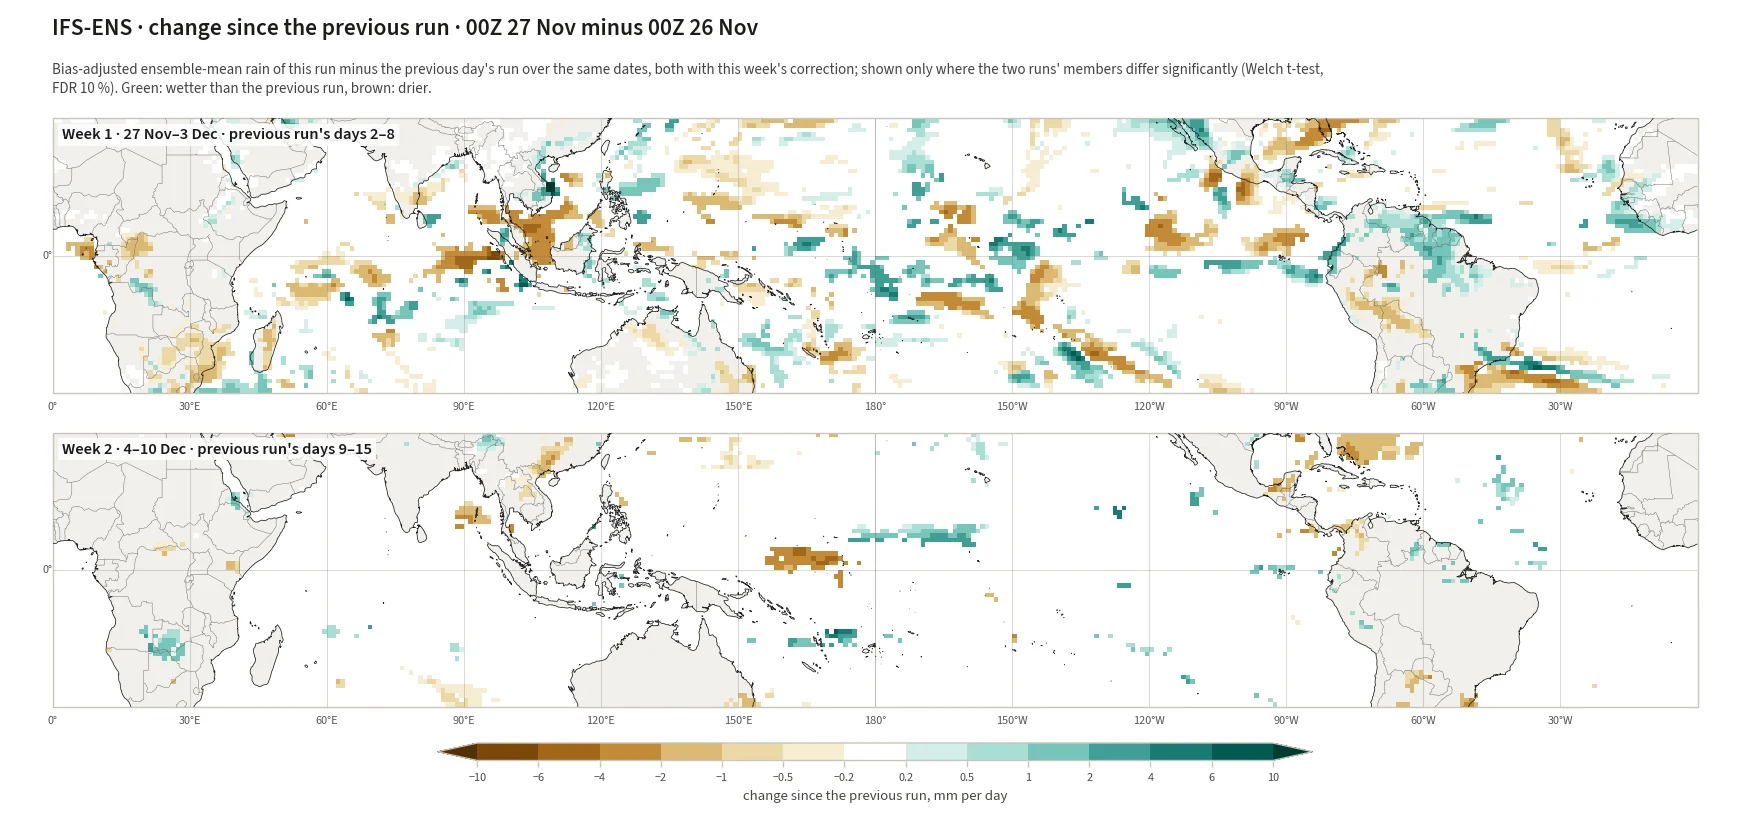 IFS-ENS · change since the previous run · 00Z 27 Nov minus 00Z 26 Nov
Bias-adjusted ensemble-mean rain of this run minus the previous day's run over the same dates, both with this week's correction; shown only where the two runs' members differ significantly (Welch t-test,
FDR 10 %). Green: wetter than the previous run, brown: drier.
Week 1 · 27 Nov–3 Dec · previous run's days 2–8
0°
0° 30°E 60°E 90°E 120°E 150°E 180° 150°W 120°W 90°W 60°W 30°W
Week 2 · 4–10 Dec · previous run's days 9–15
0°
0° 30°E 60°E 90°E 120°E 150°E 180° 150°W 120°W 90°W 60°W 30°W
−10 −6 −4 −2 −1 −0.5 −0.2 0.2 0.5 1 2 4 6 10
change since the previous run, mm per day